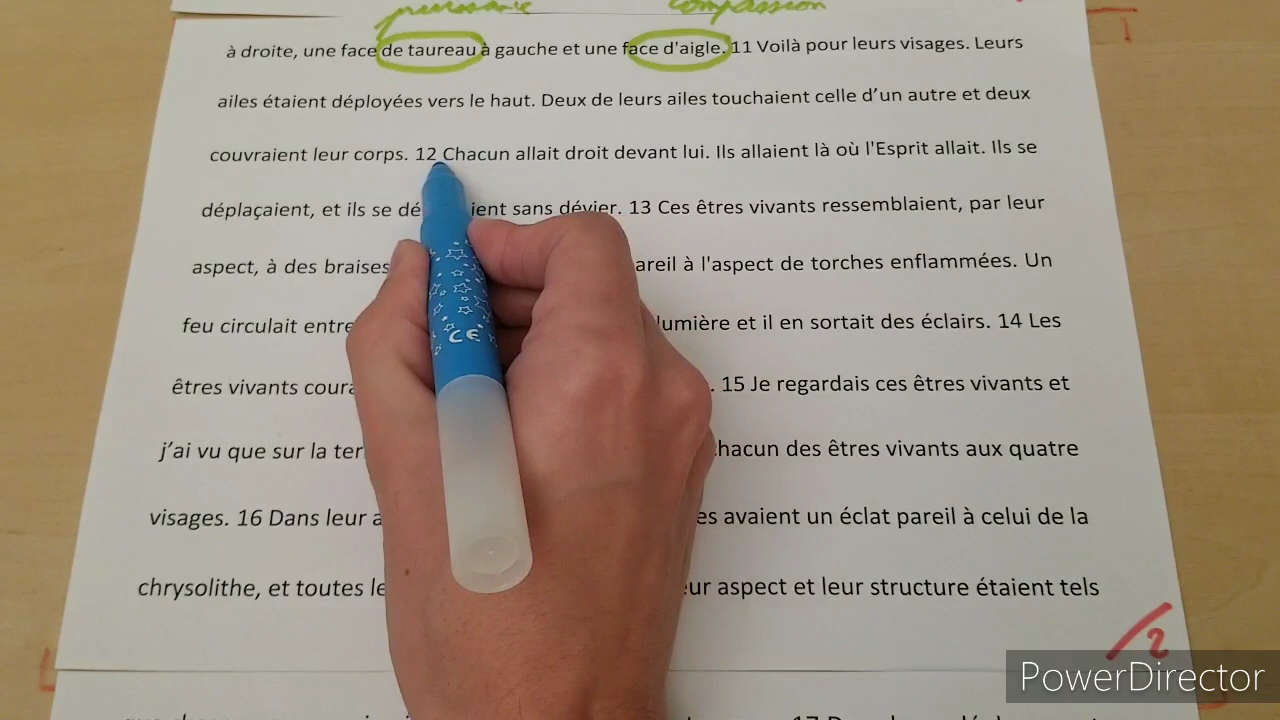 puissance compassion
à droite, une face de taureau à gauche et une face d'aigle. 11 Voilà pour leurs visages. Leurs
ailes étaient déployées vers le haut. Deux de leurs ailes touchaient celle d'un autre et deux
couvraient leur corps. 12 Chacun allait droit devant lui. Ils allaient là où l'Esprit allait. Ils se
déplaçaient, et ils se dé ient sans dévier. 13 Ces êtres vivants ressemblaient, par leur
aspect, à des braises areil à l'aspect de torches enflammées. Un
feu circulait entre lumière et il en sortait des éclairs. 14 Les
êtres vivants coura . 15 Je regardais ces êtres vivants et
j'ai vu que sur la ter chacun des êtres vivants aux quatre
visages. 16 Dans leur a es avaient un éclat pareil à celui de la
chrysolithe, et toutes le eur aspect et leur structure étaient tels
2
CE
PowerDirector